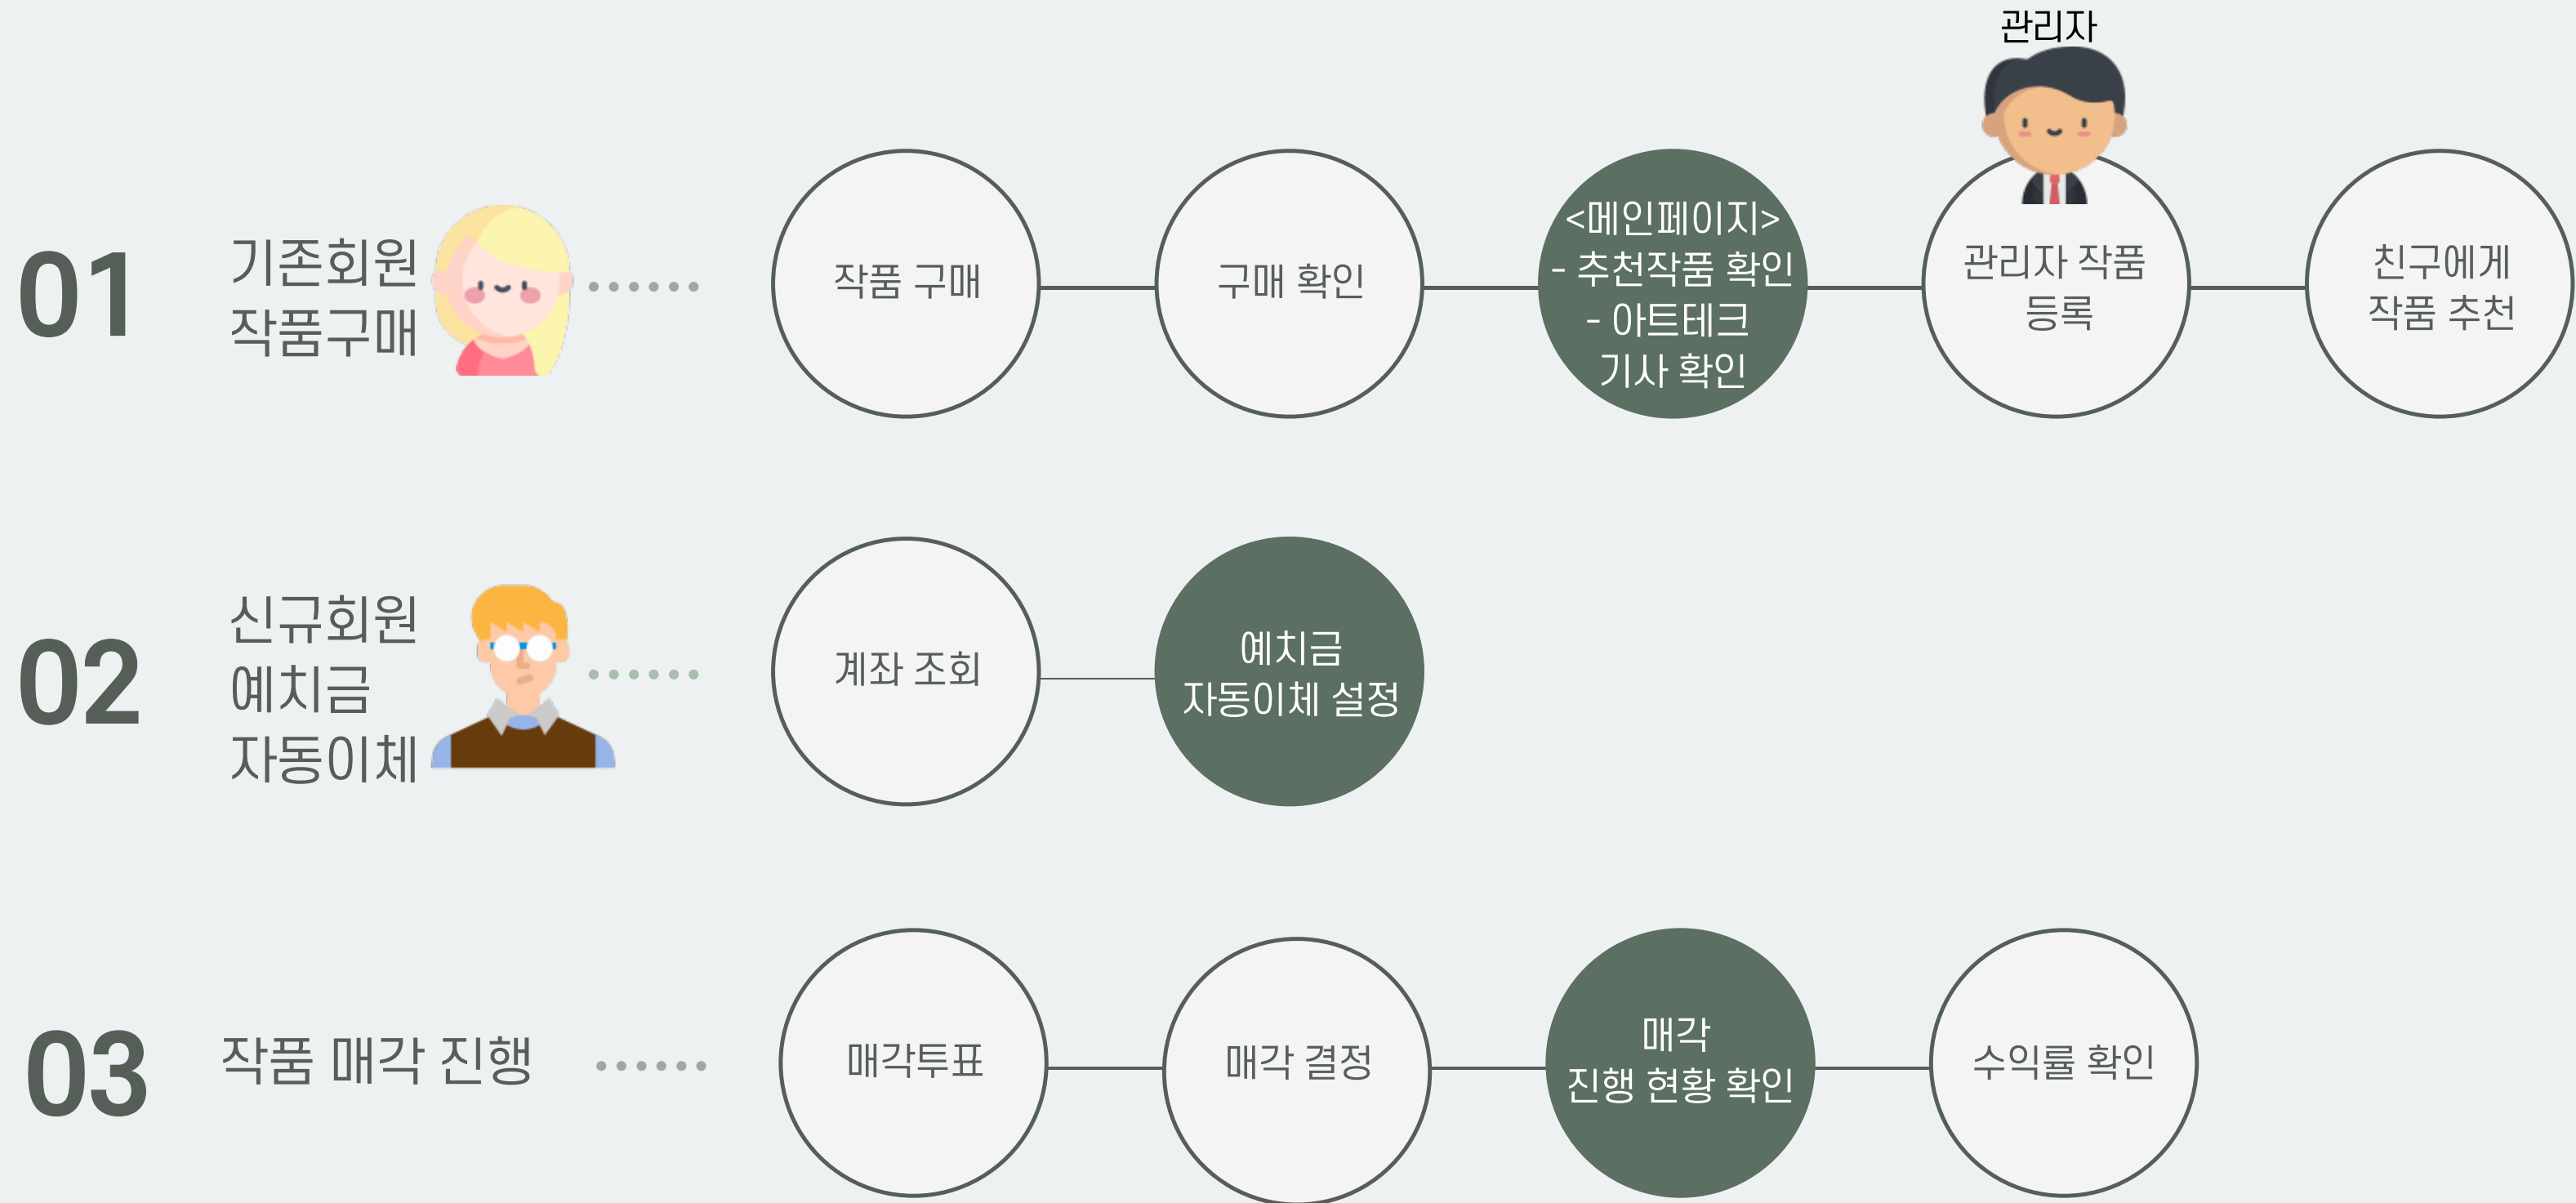 관리자
01
기존회원
작품구매
작품 구매
구매 확인
<메인페이지>
- 추천작품 확인
- 아트테크
기사 확인
관리자 작품
등록
친구에게
작품 추천
02
신규회원
예치금
자동이체
계좌 조회
예치금
자동이체 설정
03
작품 매각 진행
매각투표
매각 결정
매각
진행 현황 확인
수익률 확인